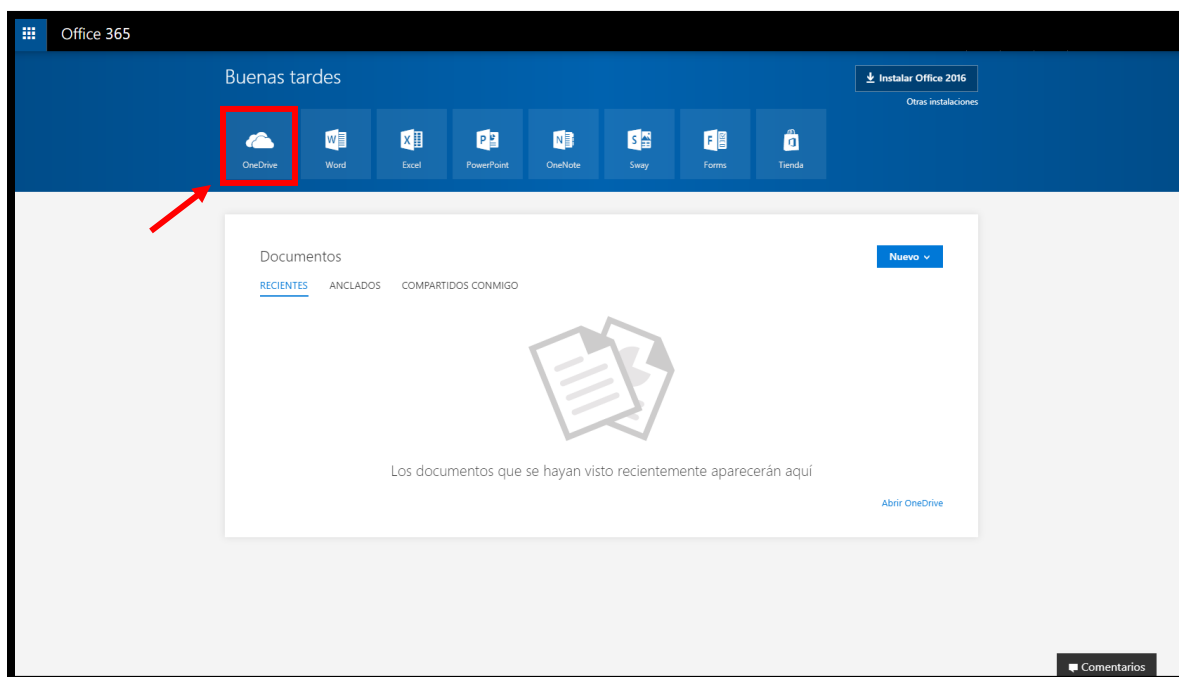 Office 365
Buenas tardes
Instalar Office 2016
Otras instalaciones
OneDrive
Word
Excel
PowerPoint
OneNote
Sway
Forms
Tienda
Documentos
Nuevo
RECIENTES ANCLADOS COMPARTIDOS CONMIGO
Los documentos que se hayan visto recientemente aparecerán aquí
Abrir OneDrive
Comentarios